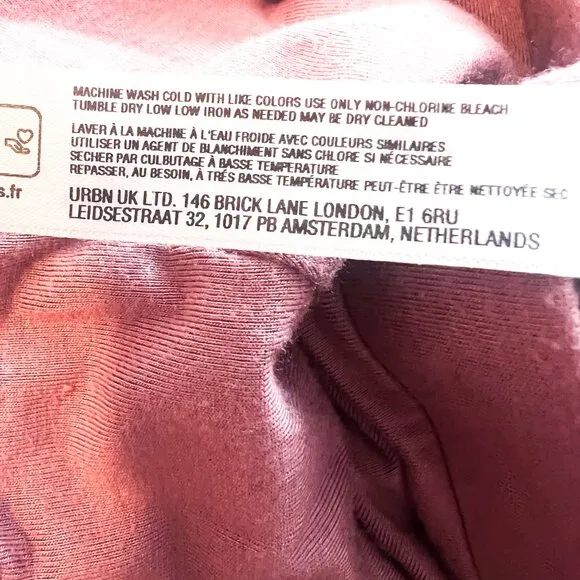 MACHINE WASH COLD WITH LIKE COLORS USE ONLY NON-CHLORINE BLEACH
TUMBLE DRY LOW LOW IRON AS NEEDED MAY BE DRY CLEANED
LAVER À LA MACHINE À L'EAU FROIDE AVEC COULEURS SIMILAIRES
UTILISER UN AGENT DE BLANCHIMENT SANS CHLORE SI NÉCESSAIRE
SECHER PAR CULBUTAGE À BASSE TEMPERATURE
REPASSER, AU BESOIN, À TRÉS BASSE TEMPÉRATURE PEUT-ÊTRE ÊTRE NETTOYÉE SEC
s.fr
URBN UK LTD. 146 BRICK LANE LONDON, E1 6RU
LEIDSESTRAAT 32, 1017 PB AMSTERDAM, NETHERLANDS